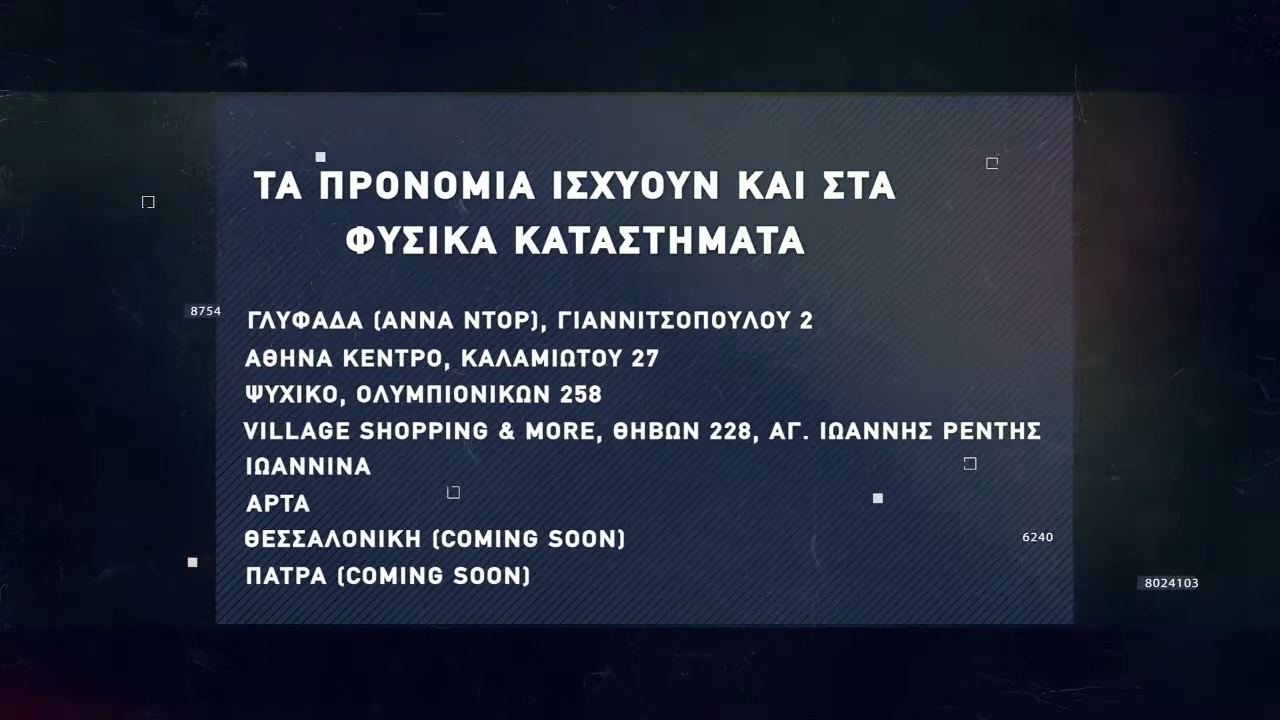 ΤΑ ΠΡΟΝΟΜΙΑ ΙΣΧΥΟΥΝ ΚΑΙ ΣΤΑ
ΦΥΣΙΚΑ ΚΑΤΑΣΤΗΜΑΤΑ
8754
ΓΛΥΦΑΔΑ (ΑΝΝΑ ΝΤΟΡ), ΓΙΑΝΝΙΤΣΟΠΟΥΛΟΥ 2
ΑΘΗΝΑ ΚΕΝΤΡΟ, ΚΑΛΑΜΙΩΤΟΥ 27
ΨΥΧΙΚΟ, ΟΛΥΜΠΙΟΝΙΚΩΝ 258
VILLAGE SHOPPING & MORE, ΘΗΒΩΝ 228, ΑΓ. ΙΩΑΝΝΗΣ ΡΕΝΤΗΣ
ΙΩΑΝΝΙΝΑ
ΑΡΤΑ
ΘΕΣΣΑΛΟΝΙΚΗ (COMING SOON)
6240
ΠΑΤΡΑ (COMING SOON)
8024103